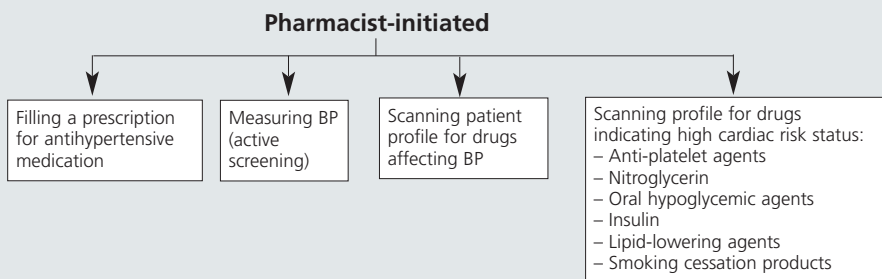 Pharmacist-initiated
Filling a prescription
for antihypertensive
medication
Measuring BP
(active
screening)
Scanning patient
profile for drugs
affecting BP
Scanning profile for drugs
indicating high cardiac risk status:
– Anti-platelet agents
– Nitroglycerin
– Oral hypoglycemic agents
– Insulin
– Lipid-lowering agents
– Smoking cessation products